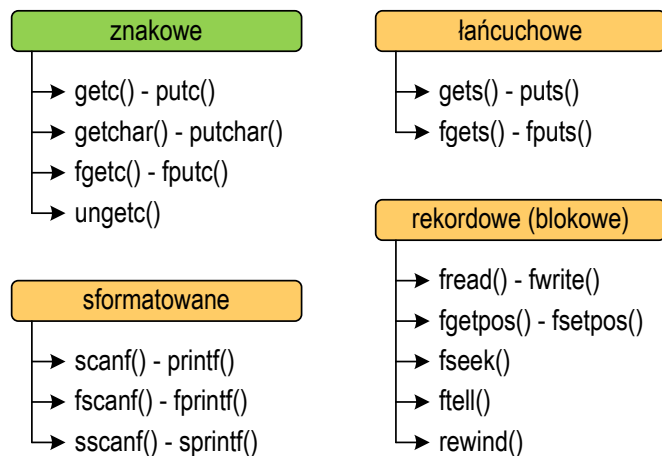 znakowe
getc() - putc()
getchar() - putchar()
fgetc() - fputc()
ungetc()
sformatowane
scanf() - printf()
fscanf() - fprintf()
sscanf() - sprintf()
łańcuchowe
gets() - puts()
fgets() - fputs()
rekordowe (blokowe)
fread() - fwrite()
fgetpos() - fsetpos()
fseek()
ftell()
rewind()